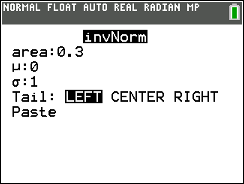 NORMAL FLOAT AUTO REAL RADIAN MP
invNorm
area:0.3
μ:0
σ:1
Tail: LEFT CENTER RIGHT
Paste